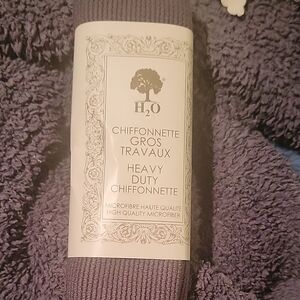 H2O
CHIFFONNETTE
GROS
TRAVAUX
HEAVY
DUTY
CHIFFONNETTE
MICROFIBRE HAUTE QUALITÉ
HIGH QUALITY MICROFIBER